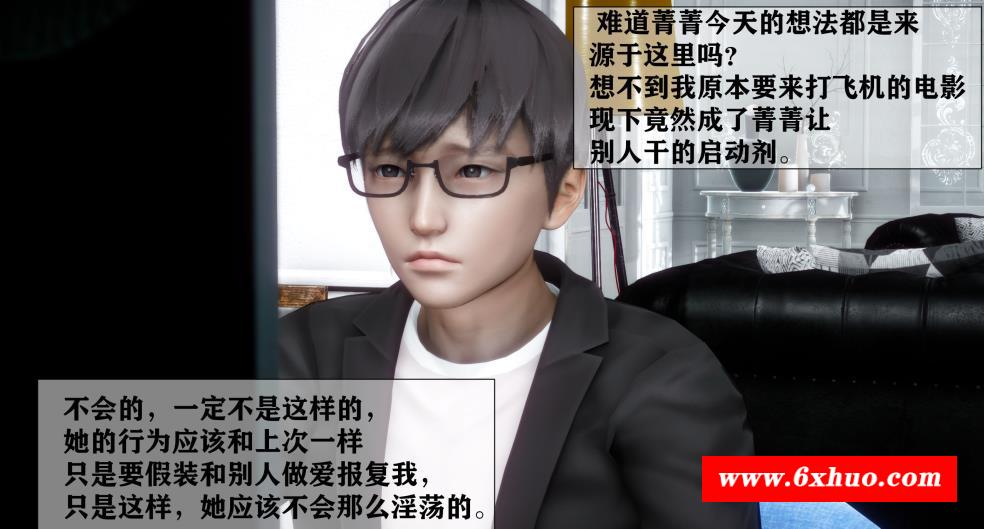 难道菁菁今天的想法都是来
源于这里吗？
想不到我原本要来打飞机的电影
现下竟然成了菁菁让
别人干的启动剂。
不会的，一定不是这样的，
她的行为应该和上次一样
只是要假装和别人做爱报复我，
只是这样，她应该不会那么淫荡的。
www.6xhuo.com